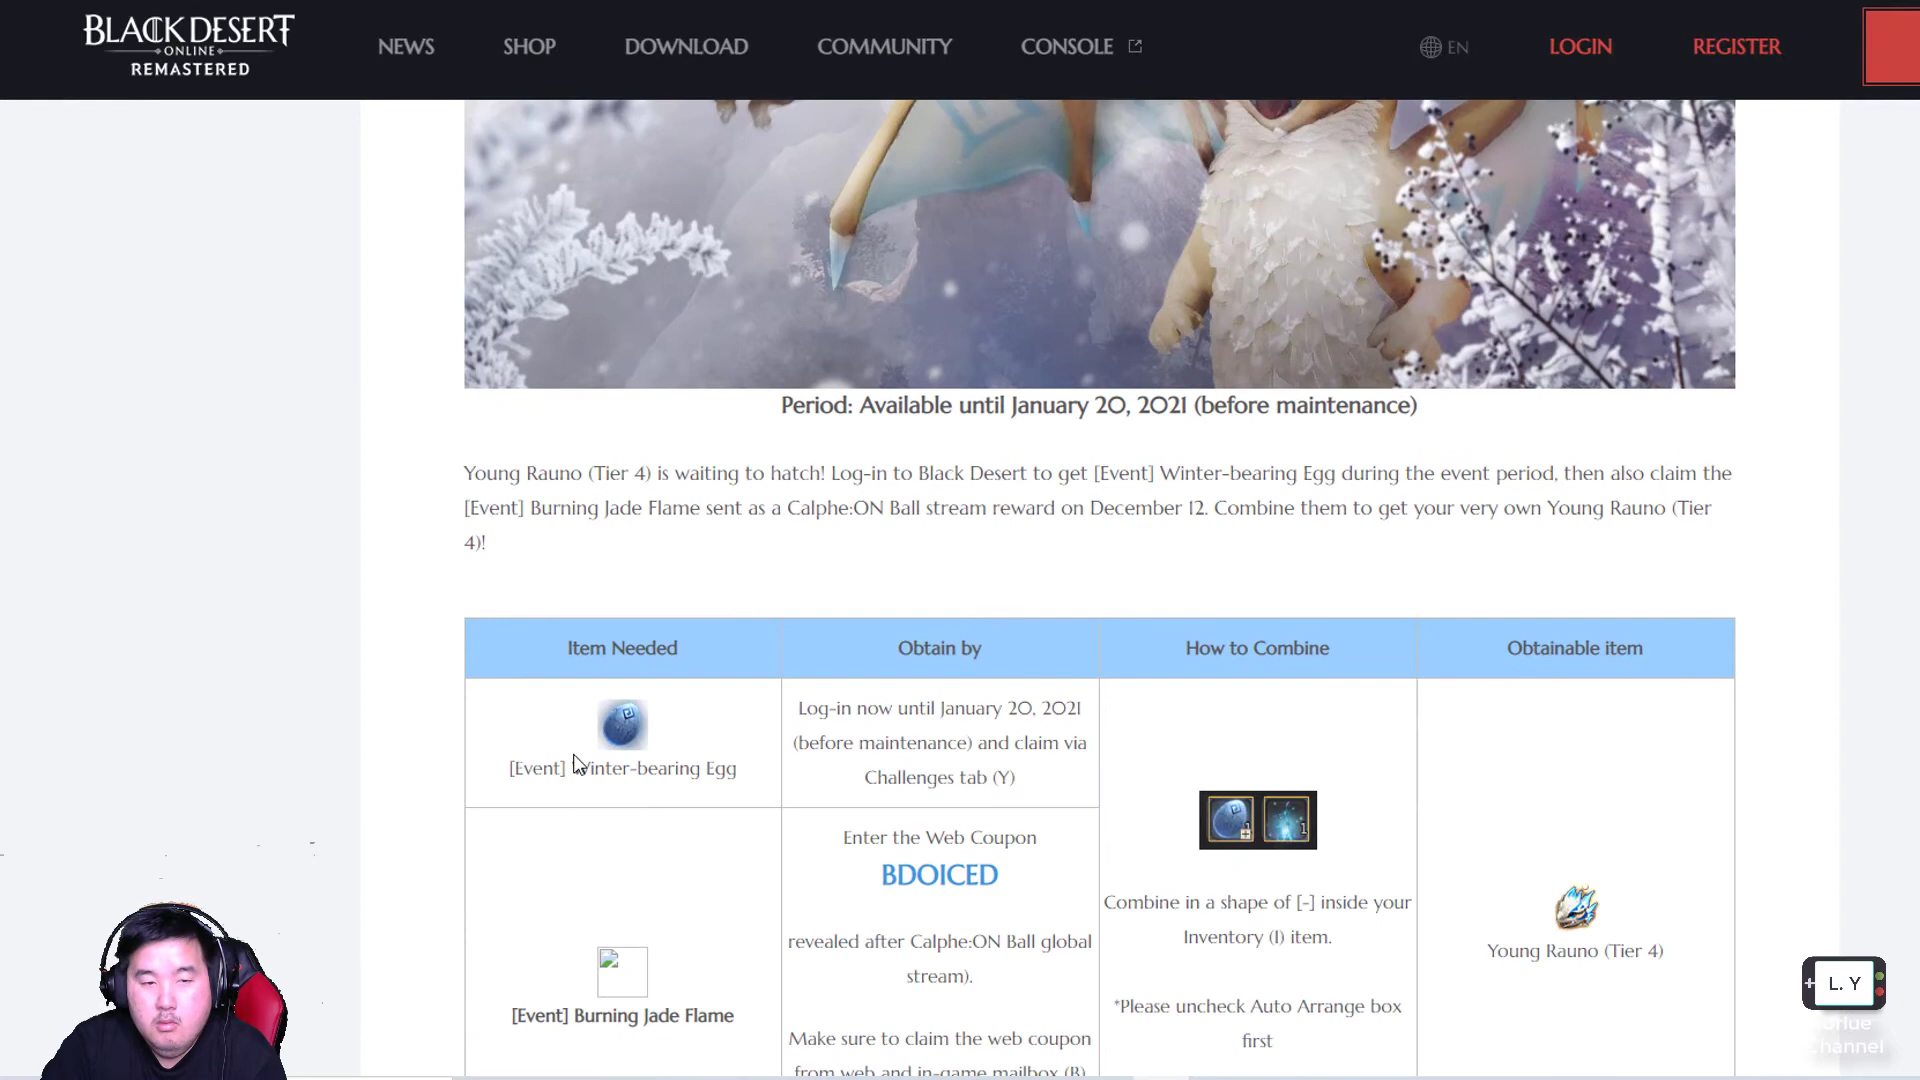 BLACK DESERT
ONLINE
REMASTERED
NEWS
SHOP
DOWNLOAD
COMMUNITY
CONSOLE
EN
LOGIN
REGISTER
Period: Available until January 20, 2021 (before maintenance)
Young Rauno (Tier 4) is waiting to hatch! Log-in to Black Desert to get [Event] Winter-bearing Egg during the event period, then also claim the
[Event] Burning Jade Flame sent as a Calphe:ON Ball stream reward on December 12. Combine them to get your very own Young Rauno (Tier
4)!
Item Needed
Obtain by
How to Combine
Obtainable item
[Event] Winter-bearing Egg
Log-in now until January 20, 2021
(before maintenance) and claim via
Challenges tab (Y)
[Event] Burning Jade Flame
Enter the Web Coupon
BDOICED
revealed after Calphe:ON Ball global
stream).
Make sure to claim the web coupon
from web and in-game mailbox (B)
1
Combine in a shape of [-] inside your
Inventory (I) item.
*Please uncheck Auto Arrange box
first
Young Rauno (Tier 4)
+ L. Y